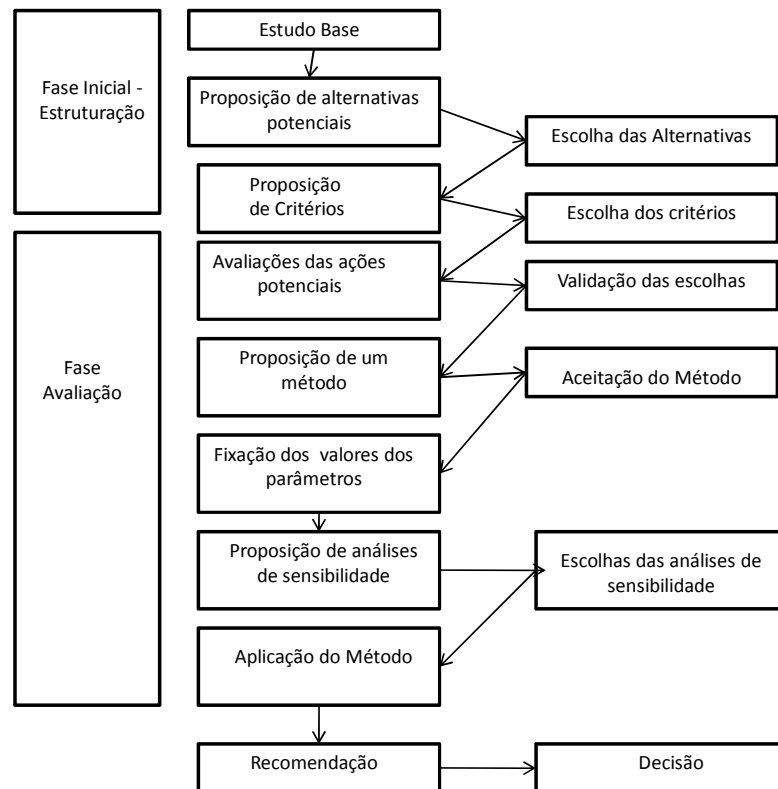 Estudo Base
Fase Inicial -
Estruturação
Proposição de alternativas
potenciais
Escolha das Alternativas
Proposição
de Critérios
Escolha dos critérios
Avaliações das ações
potenciais
Validação das escolhas
Fase
Avaliação
Proposição de um
método
Aceitação do Método
Fixação dos valores dos
parâmetros
Proposição de análises
de sensibilidade
Escolhas das análises de
sensibilidade
Aplicação do Método
Recomendação
Decisão